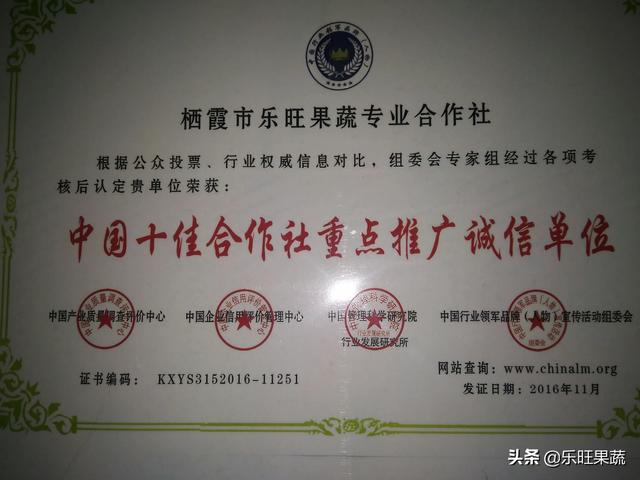 栖霞市乐旺果蔬专业合作社
根据公众投票、行业权威信息对比，组委会专家组经过各项考
核后认定贵单位荣获：
中国十佳合作社重点推广诚信单位
中国产业质量调查评价中心
中国企业信用评价管理中心
中国管理科学研究院
行业发展研究所
中国行业领军品牌（人物）宣传活动组委会
证书编码： KXYS3152016-11251
网站查询：www.chinalm.org
发证日期：2016年11月
头条 @乐旺果蔬